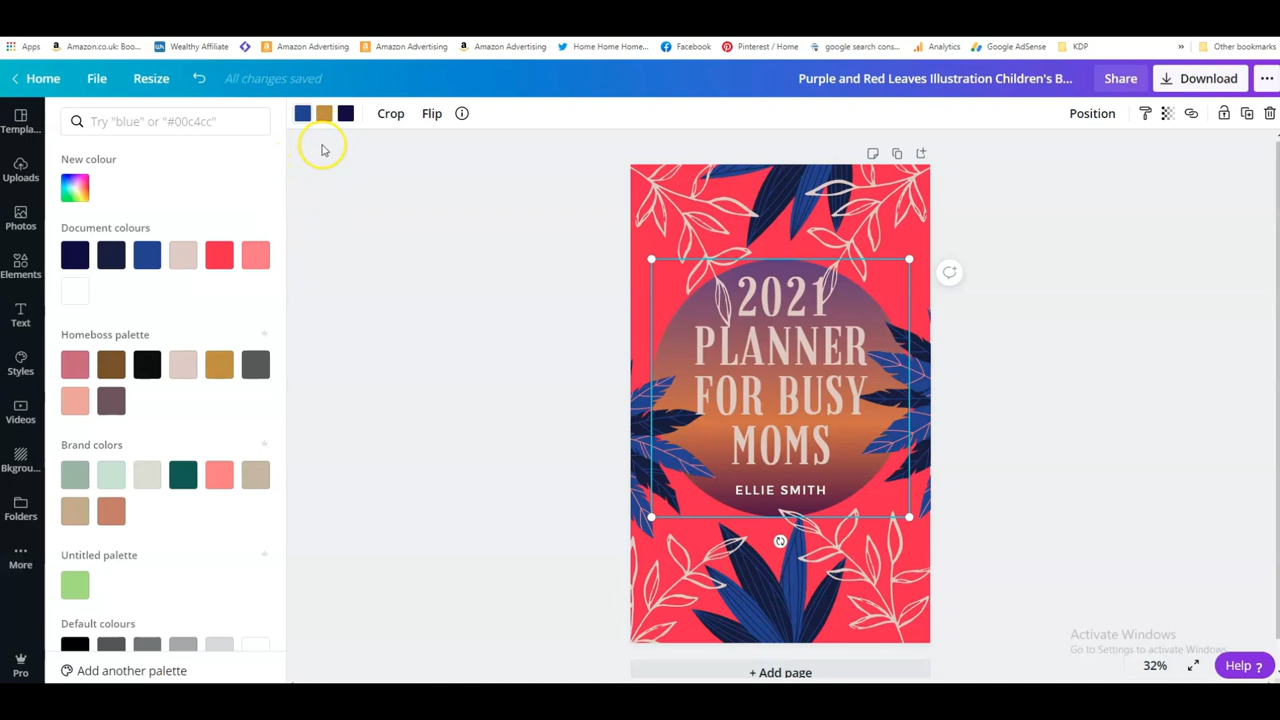 Apps
Amazon.co.uk: Boo...
Wealthy Affiliate
Amazon Advertising
Amazon Advertising
Amazon Advertising
Home Home Home...
Facebook
Pinterest / Home
google search cons...
Analytics
Google AdSense
KDP
»
Other bookmarks
Home
File
Resize
All changes saved
Purple and Red Leaves Illustration Children's B...
Share
Download
Templa...
Uploads
Photos
Elements
Text
Styles
Videos
Bkgrou...
Folders
More
Pro
Try "blue" or "#00c4cc"
New colour
Document colours
Homeboss palette
Brand colors
Untitled palette
Default colours
Add another palette
Crop
Flip
Position
2021
PLANNER
FOR BUSY
MOMS
ELLIE SMITH
+ Add page
Activate Windows
Go to Settings to activate Windows.
32%
Help ?